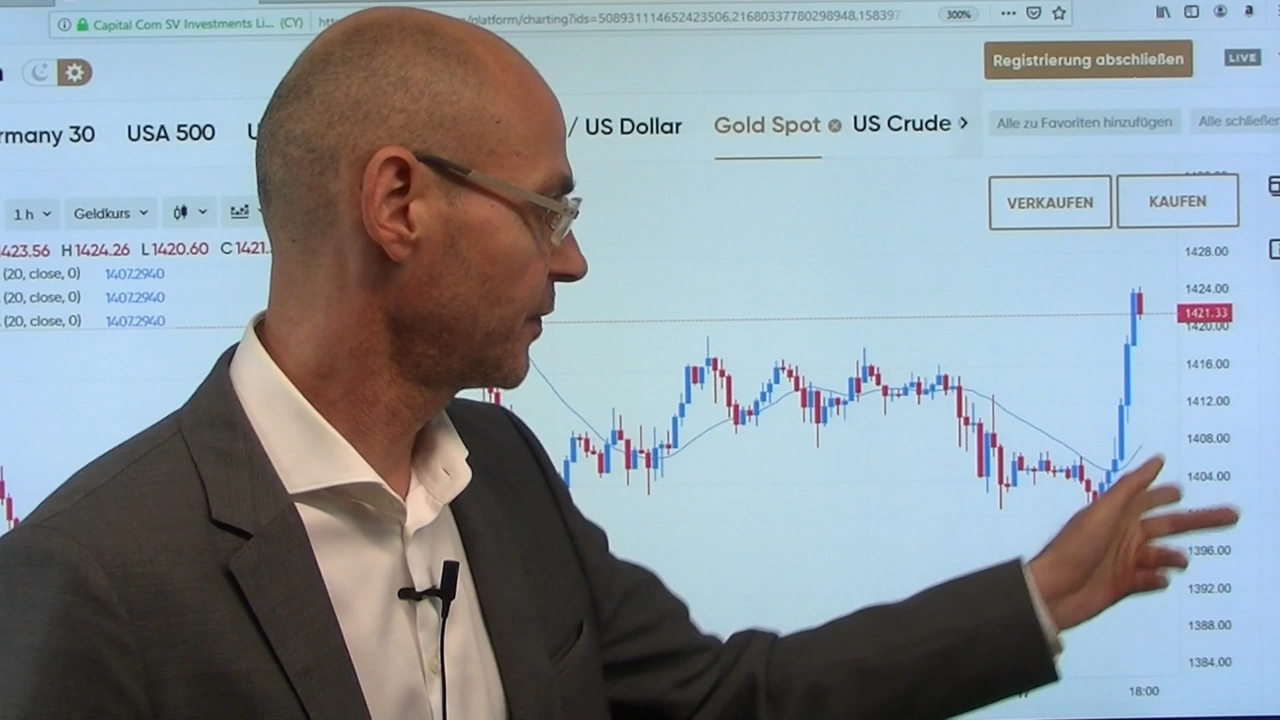 Capital Com SV Investments Li... (CY)
/platform/charting?ids=508931114652423506,21680337780298948,158397
300%
Registrierung abschließen
LIVE
rmany 30
USA 500
/ US Dollar
Gold Spot
US Crude
Alle zu Favoriten hinzufügen
Alle schließen
1 h
Geldkurs
VERKAUFEN
KAUFEN
1423.56 H1424.26 L1420.60 C1421.
(20, close, 0) 1407.2940
(20, close, 0) 1407.2940
(20, close, 0) 1407.2940
1428.00
1424.00
1421.33
1420.00
1416.00
1412.00
1408.00
1404.00
1396.00
1392.00
1388.00
1384.00
18:00